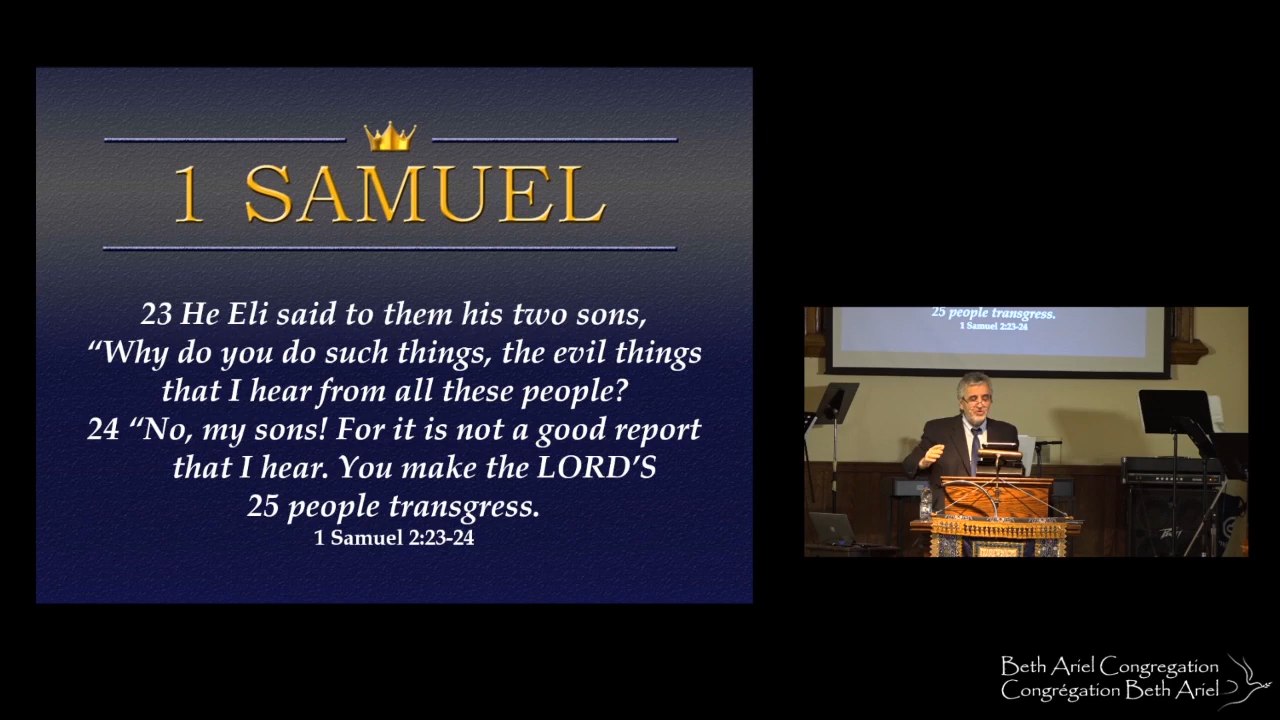 1 SAMUEL
23 He Eli said to them his two sons,
“Why do you do such things, the evil things
that I hear from all these people?
24 “No, my sons! For it is not a good report
that I hear. You make the LORD’S
25 people transgress.
1 Samuel 2:23-24
25 people transgress.
1 Samuel 2:23-24
PEAVEY
Beth Ariel Congregation
Congrégation Beth Ariel